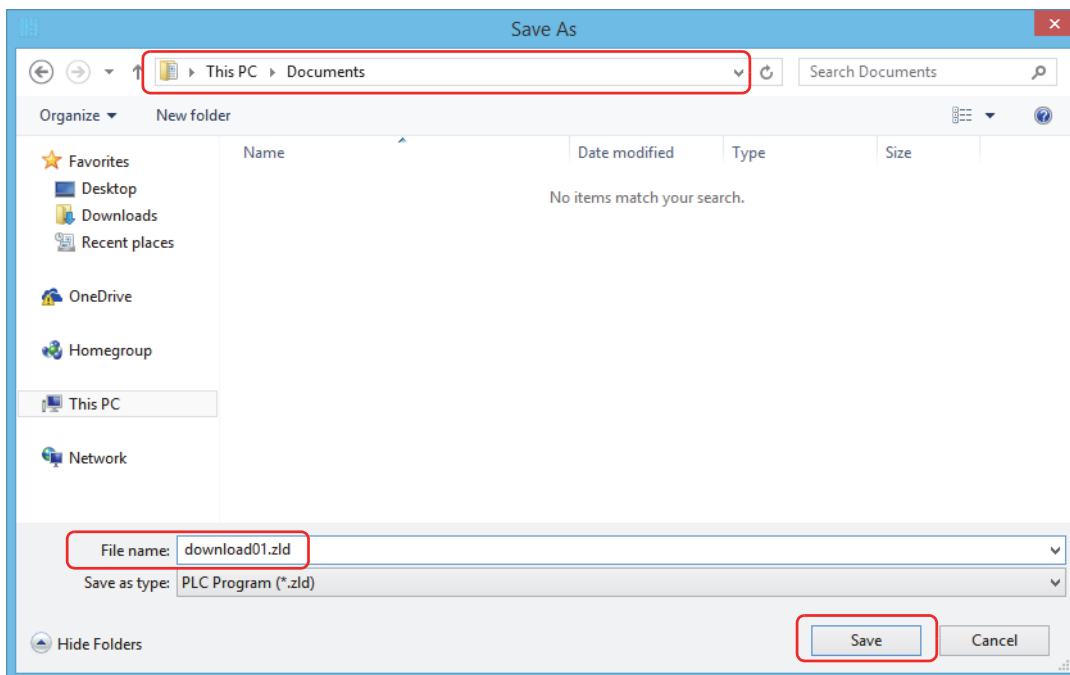 Save As
This PC Documents
Search Documents
Organize New folder
Name Date modified Type Size
No items match your search.
Favorites
Desktop
Downloads
Recent places
OneDrive
Homegroup
This PC
Network
File name: download01.zld
Save as type: PLC Program (*.zld)
Hide Folders Save Cancel